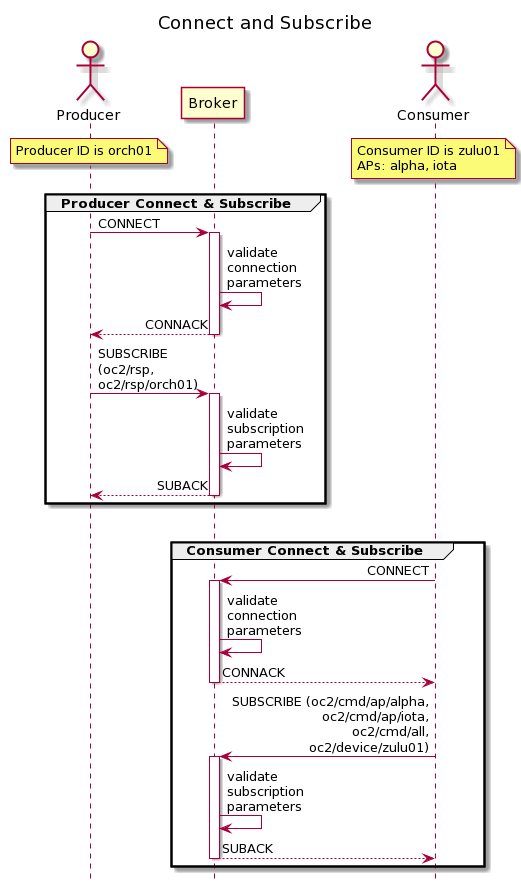 Connect and Subscribe
Producer
Broker
Consumer
Producer ID is orch01
Consumer ID is zulu01
APs: alpha, iota
Producer Connect & Subscribe
CONNECT
validate
connection
parameters
CONNACK
SUBSCRIBE
(oc2/rsp,
oc2/rsp/orch01)
validate
subscription
parameters
SUBACK
Consumer Connect & Subscribe
CONNECT
validate
connection
parameters
CONNACK
SUBSCRIBE (oc2/cmd/ap/alpha,
oc2/cmd/ap/iota,
oc2/cmd/all,
oc2/device/zulu01)
validate
subscription
parameters
SUBACK